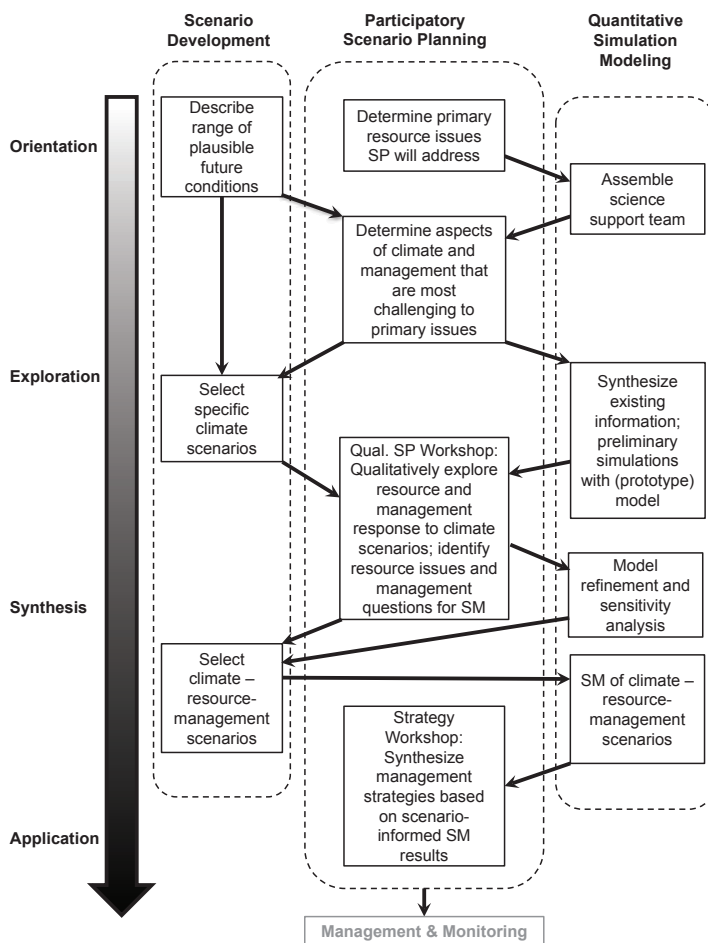 Scenario
Development
Participatory
Scenario Planning
Quantitative
Simulation
Modeling
Orientation
Describe
range of
plausible
future
conditions
Determine primary
resource issues
SP will address
Assemble
science
support team
Determine aspects
of climate and
management that
are most
challenging to
primary issues
Exploration
Select
specific
climate
scenarios
Synthesize
existing
information;
preliminary
simulations
with (prototype)
model
Qual. SP Workshop:
Qualitatively explore
resource and
management
response to climate
scenarios; identify
resource issues and
management
questions for SM
Synthesis
Model
refinement and
sensitivity
analysis
Select
climate –
resource-
management
scenarios
SM of climate –
resource-
management
scenarios
Strategy
Workshop:
Synthesize
management
strategies based
on scenario-
informed SM
results
Application
Management & Monitoring